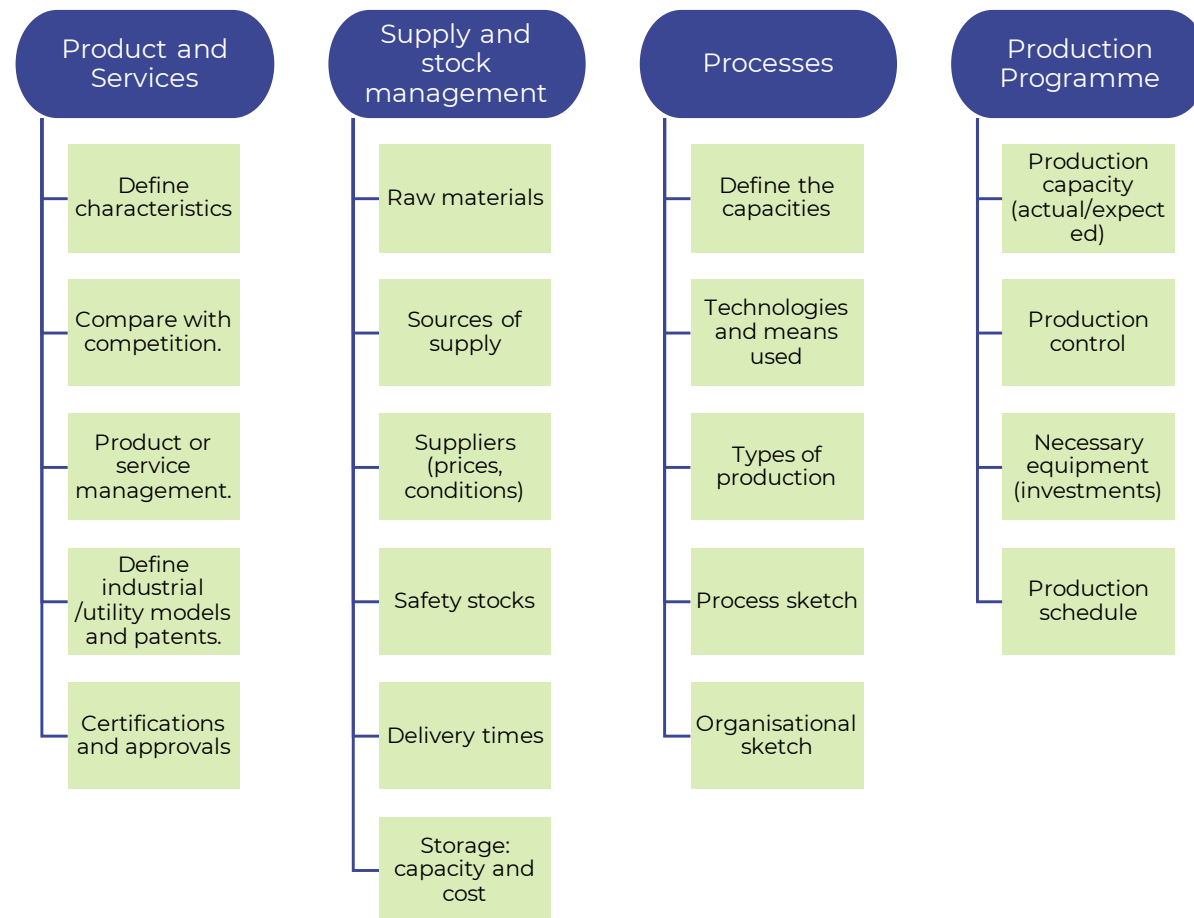 Product and
Services
Define
characteristics
Compare with
competition.
Product or
service
management.
Define
industrial
/utility models
and patents.
Certifications
and approvals
Supply and
stock
management
Raw materials
Sources of
supply
Suppliers
(prices,
conditions)
Safety stocks
Delivery times
Storage:
capacity and
cost
Processes
Define the
capacities
Technologies
and means
used
Types of
production
Process sketch
Organisational
sketch
Production
Programme
Production
capacity
(actual/expect
ed)
Production
control
Necessary
equipment
(investments)
Production
schedule